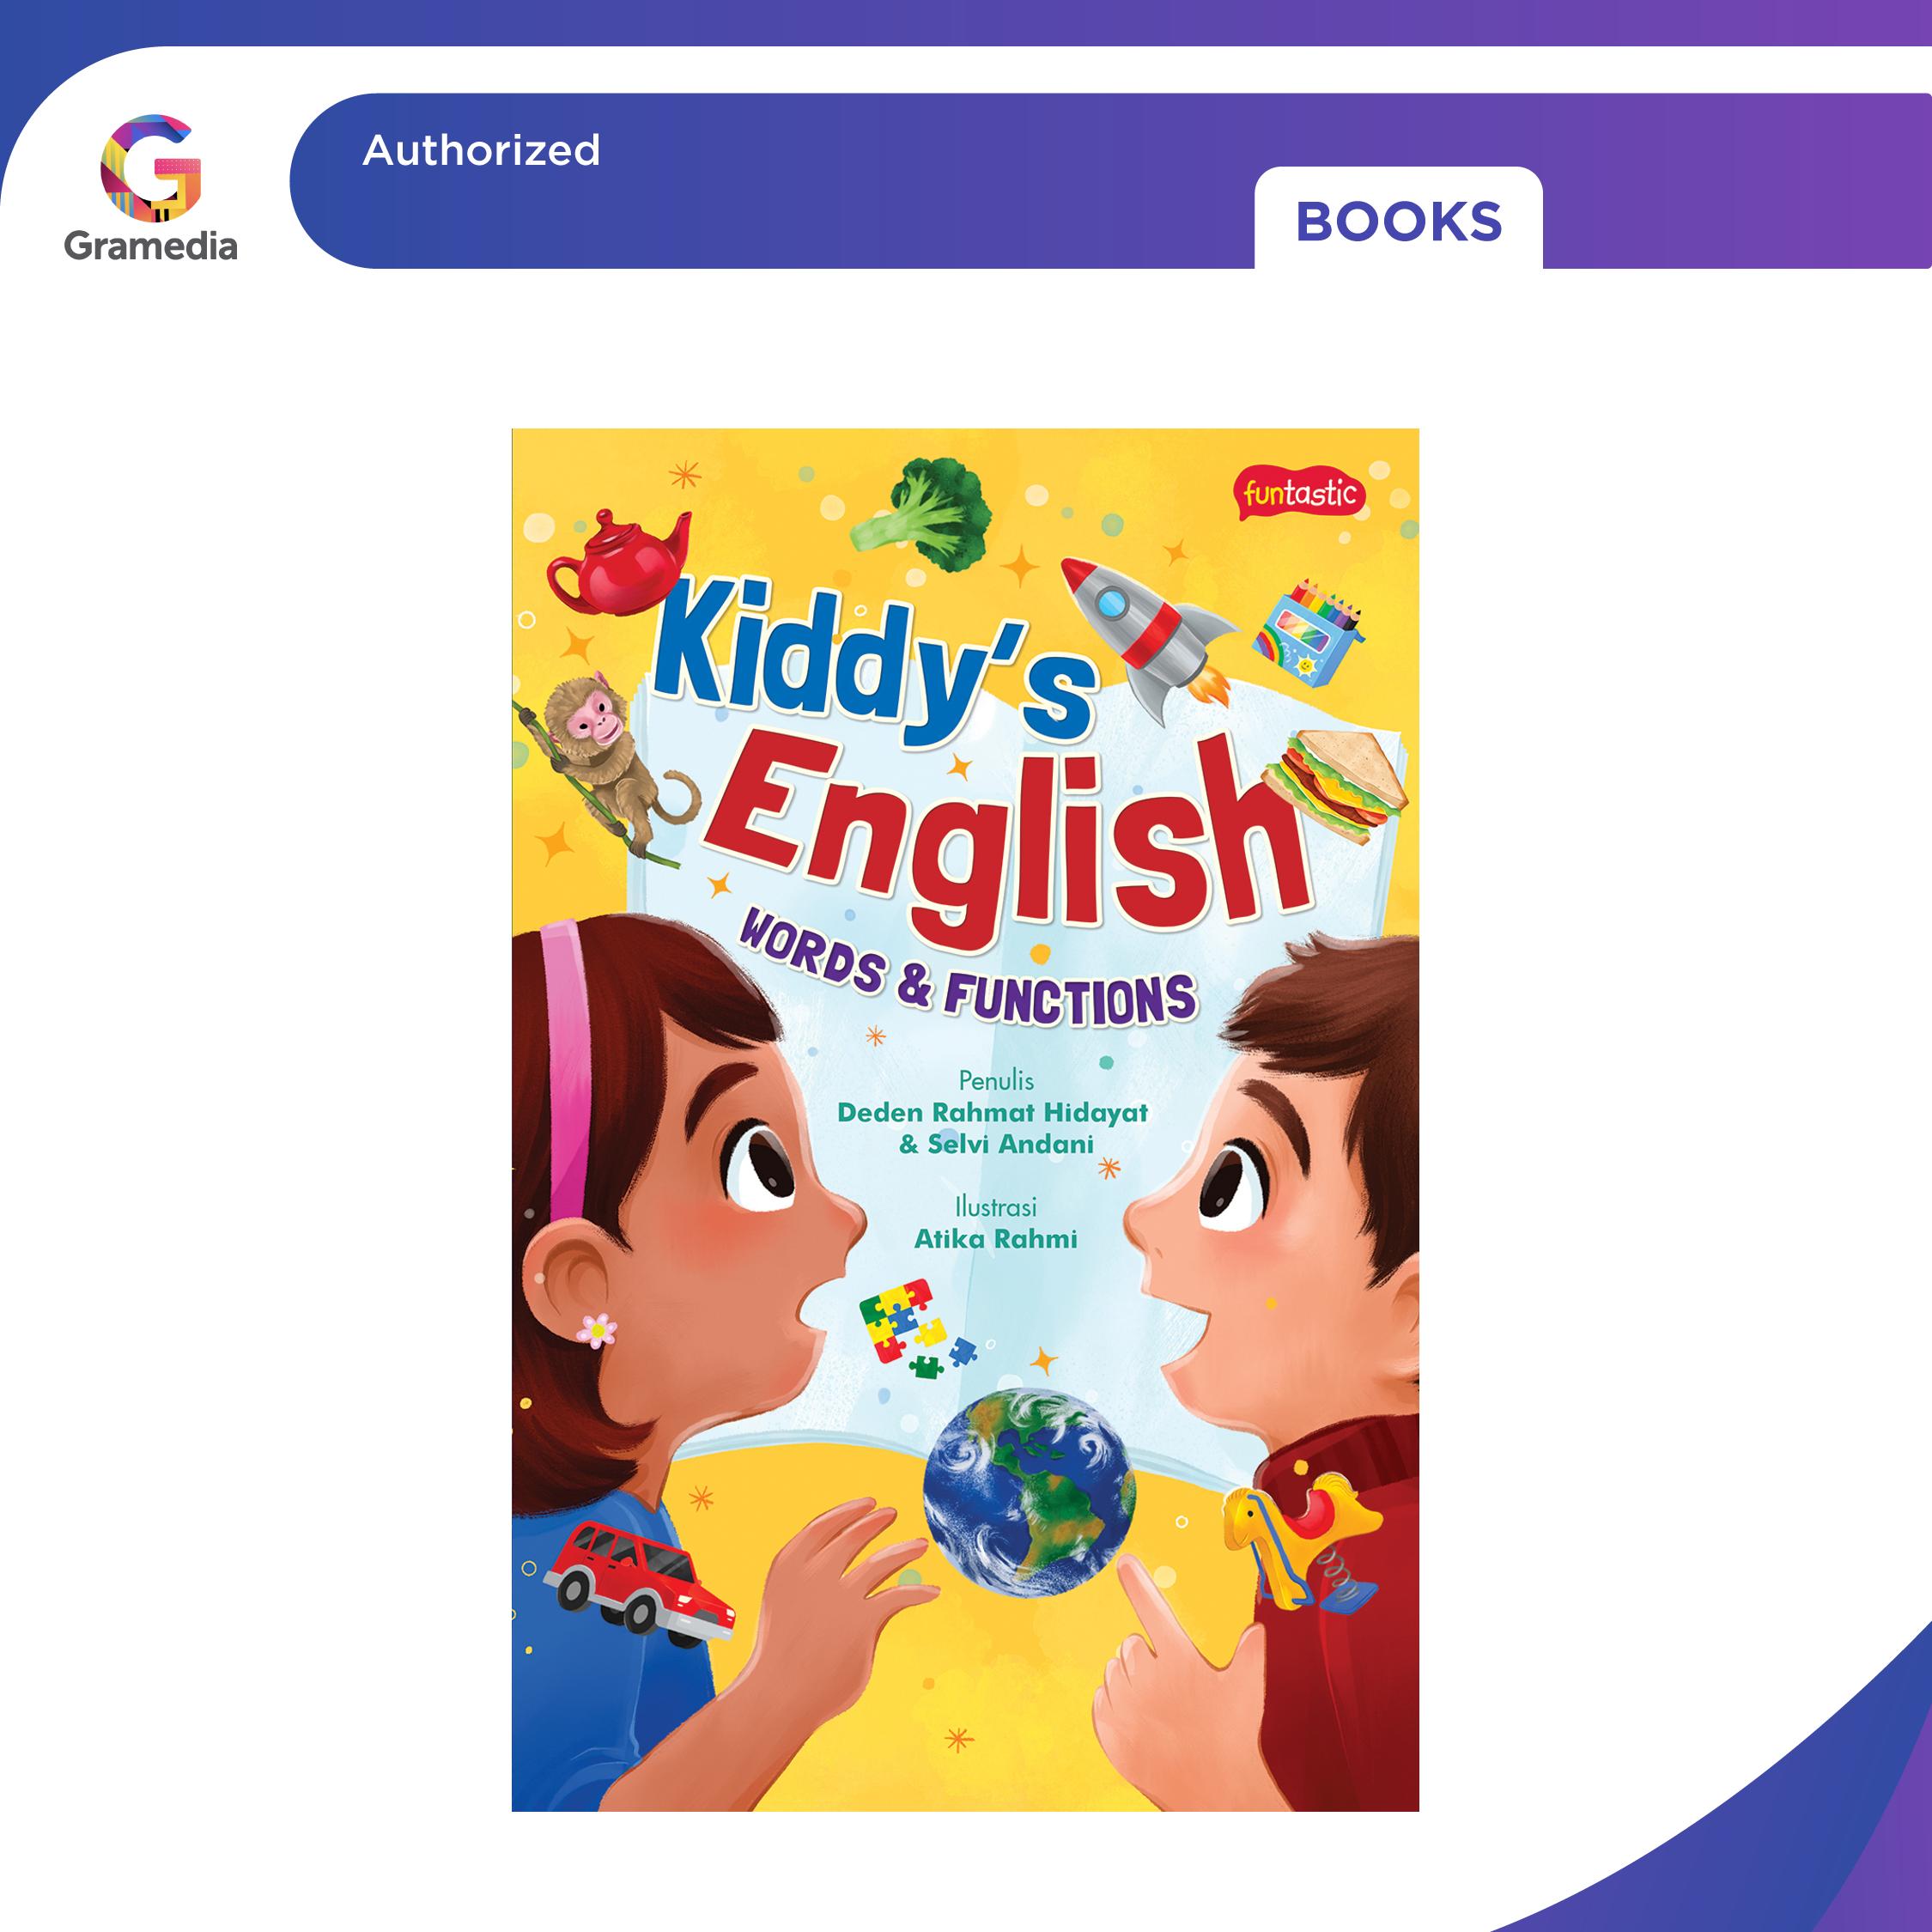 Gramedia
Authorized
BOOKS
funtastic
Kiddy's
English
WORDS & FUNCTIONS
Penulis
Deden Rahmat Hidayat
& Selvi Andani
Ilustrasi
Atika Rahmi